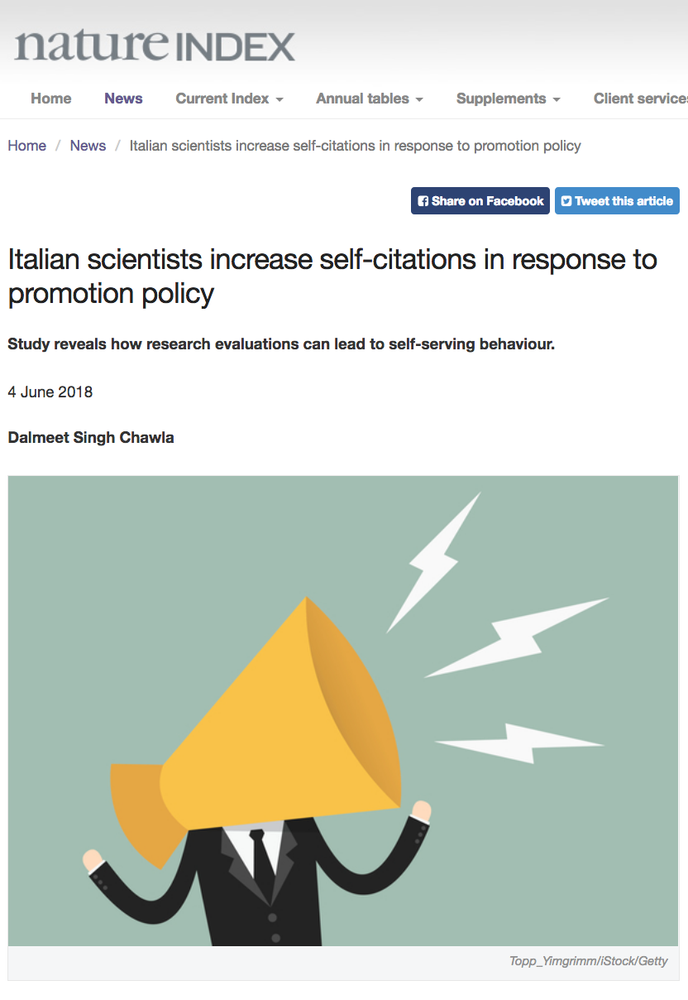 nature INDEX
Home News Current Index Annual tables Supplements Client services
Home / News / Italian scientists increase self-citations in response to promotion policy
Share on Facebook Tweet this article
Italian scientists increase self-citations in response to
promotion policy
Study reveals how research evaluations can lead to self-serving behaviour.
4 June 2018
Dalmeet Singh Chawla
Topp_Yimgrimm/iStock/Getty